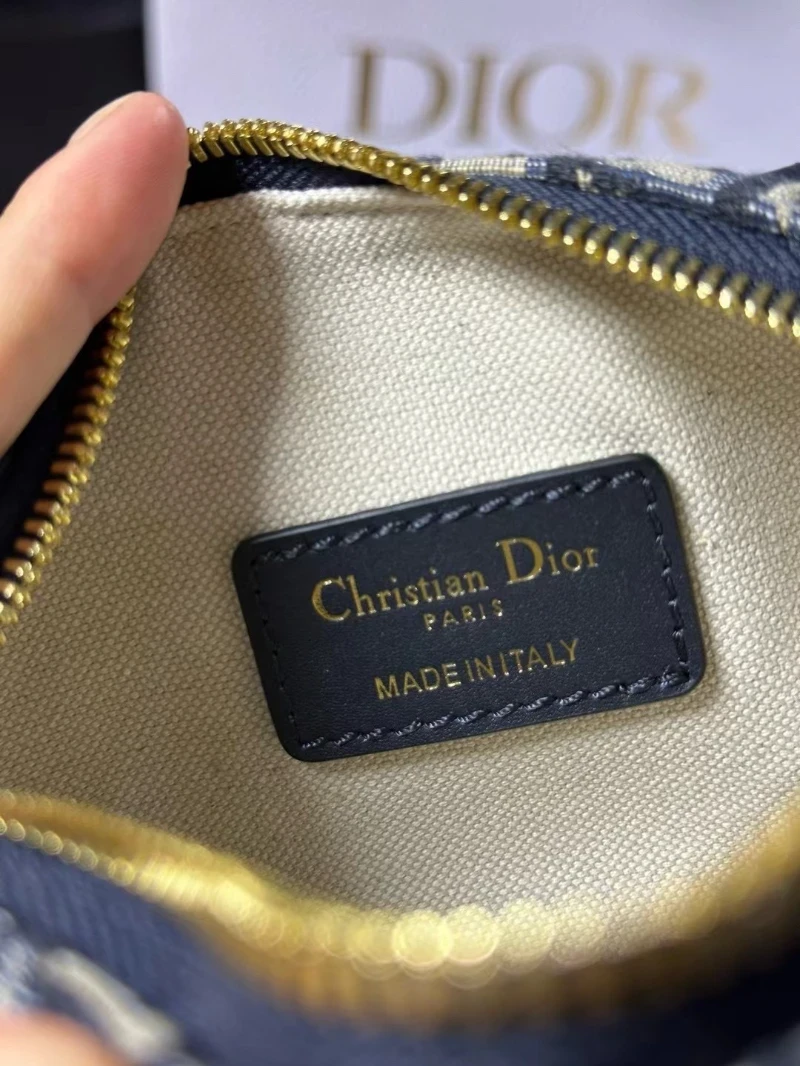 DIOR
Christian Dior
PARIS
MADE IN ITALY